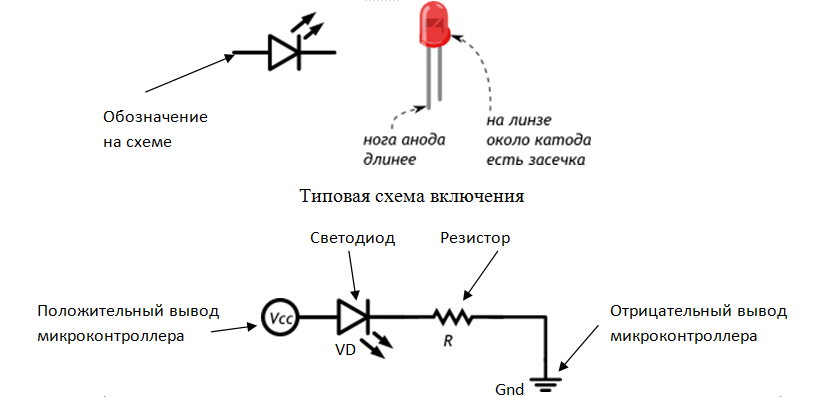 Обозначение
на схеме
нога анода
длинее
на линзе
около катода
есть засечка
Типовая схема включения
Светодиод
Резистор
Положительный вывод
микроконтроллера
Vcc
VD
R
Отрицательный вывод
микроконтроллера
Gnd